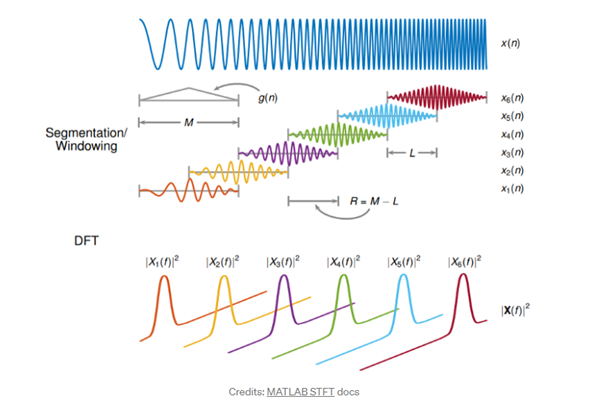 x(n)
g(n)
x₆(n)
x₅(n)
M
x₄(n)
Segmentation/
Windowing
L
x₃(n)
x₂(n)
x₁(n)
R = M − L
DFT
|X₁(f)|² |X₂(f)|² |X₃(f)|² |X₄(f)|² |X₅(f)|² |X₆(f)|²
|X(f)|²
Credits: MATLAB STFT docs